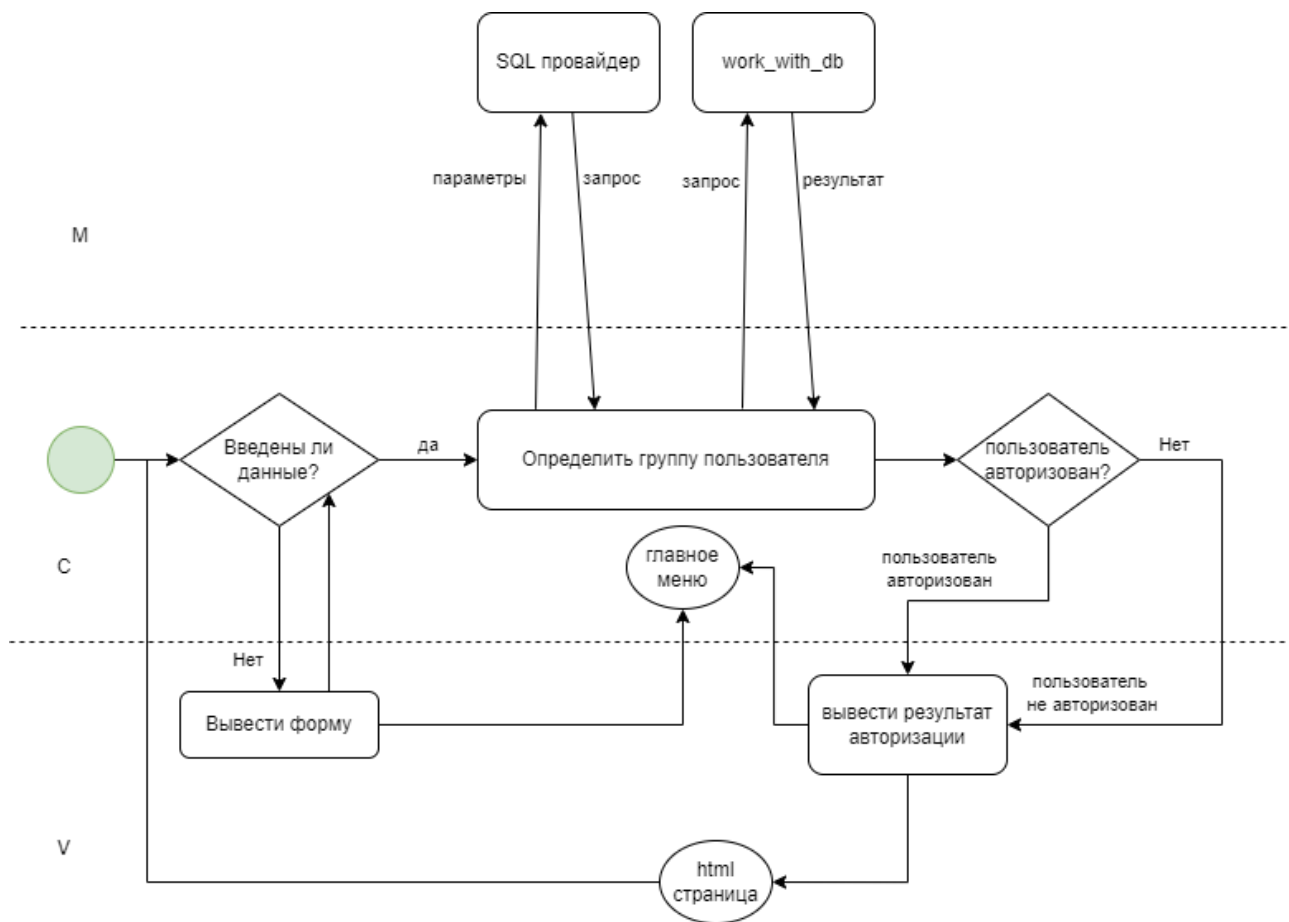 SQL провайдер
work_with_db
параметры
запрос
запрос
результат
M
Введены ли
данные?
да
Определить группу пользователя
пользователь
авторизован?
Нет
C
главное
меню
пользователь
авторизован
Нет
Вывести форму
вывести результат
авторизации
пользователь
не авторизован
V
html
страница